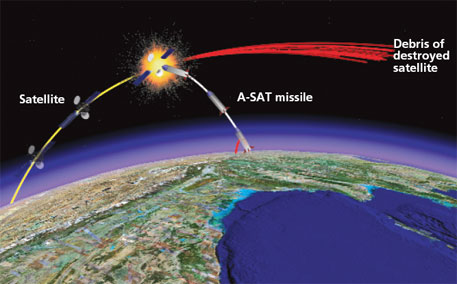 Satellite
A-SAT missile
Debris of
destroyed
satellite